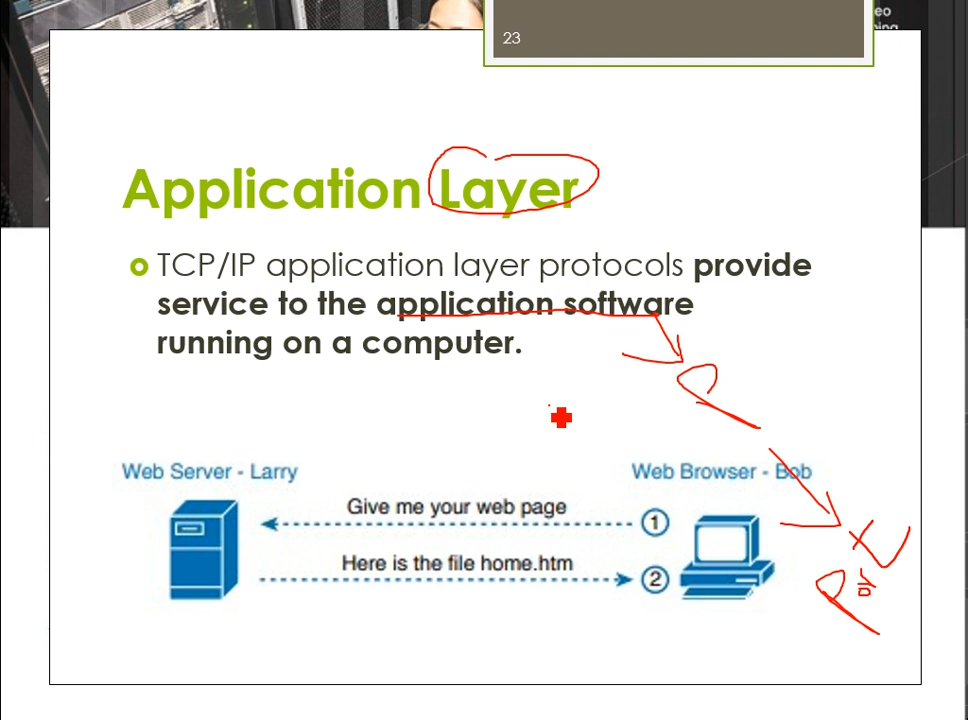 eo
23
Application Layer
TCP/IP application layer protocols provide
service to the application software
running on a computer.
Web Server - Larry
Web Browser - Bob
Give me your web page
1
Here is the file home.htm
2